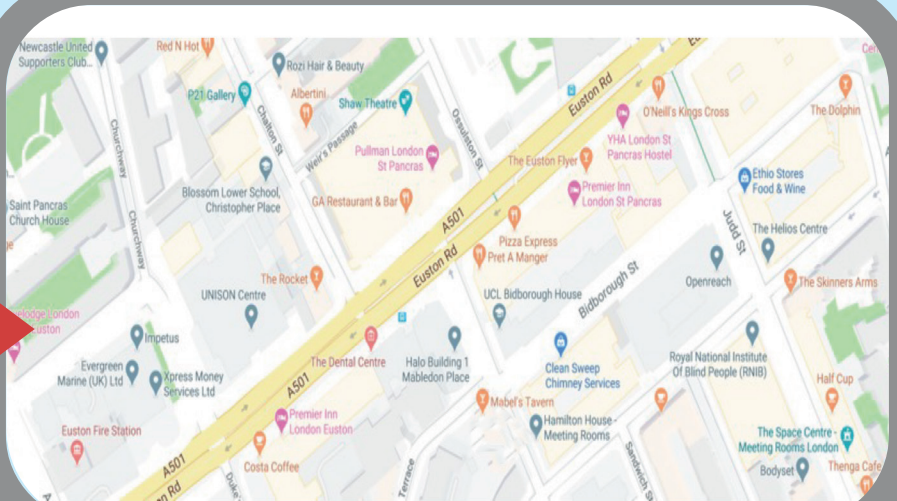 Newcastle United
Supporters Club...
Red N Hot
Rozi Hair & Beauty
P21 Gallery
Albertini
Shaw Theatre
Euston Rd
O'Neill's Kings Cross
The Dolphin
Churchway
Chalton St
Weir's Passage
Ossulston St
YHA London St
Pancras Hostel
Pullman London
St Pancras
The Euston Flyer
Ethio Stores
Food & Wine
Blossom Lower School,
Christopher Place
GA Restaurant & Bar
Premier Inn
London St Pancras
Saint Pancras
Church House
Churchway
A501
Judd St
The Helios Centre
Pizza Express
Pret A Manger
Euston Rd
The Rocket
UNISON Centre
UCL Bidborough House
Bidborough St
Openreach
The Skinners Arms
London
Euston
Impetus
The Dental Centre
Halo Building 1
Mabledon Place
Clean Sweep
Chimney Services
Royal National Institute
Of Blind People (RNIB)
Evergreen
Marine (UK) Ltd
Xpress Money
Services Ltd
A501
Half Cup
Premier Inn
London Euston
Mabel's Tavern
Hamilton House -
Meeting Rooms
Euston Fire Station
The Space Centre -
Meeting Rooms London
Costa Coffee
A501
Duke's
Terrace
Sandwich St
Bodyset
Thenga Cafe
Rd